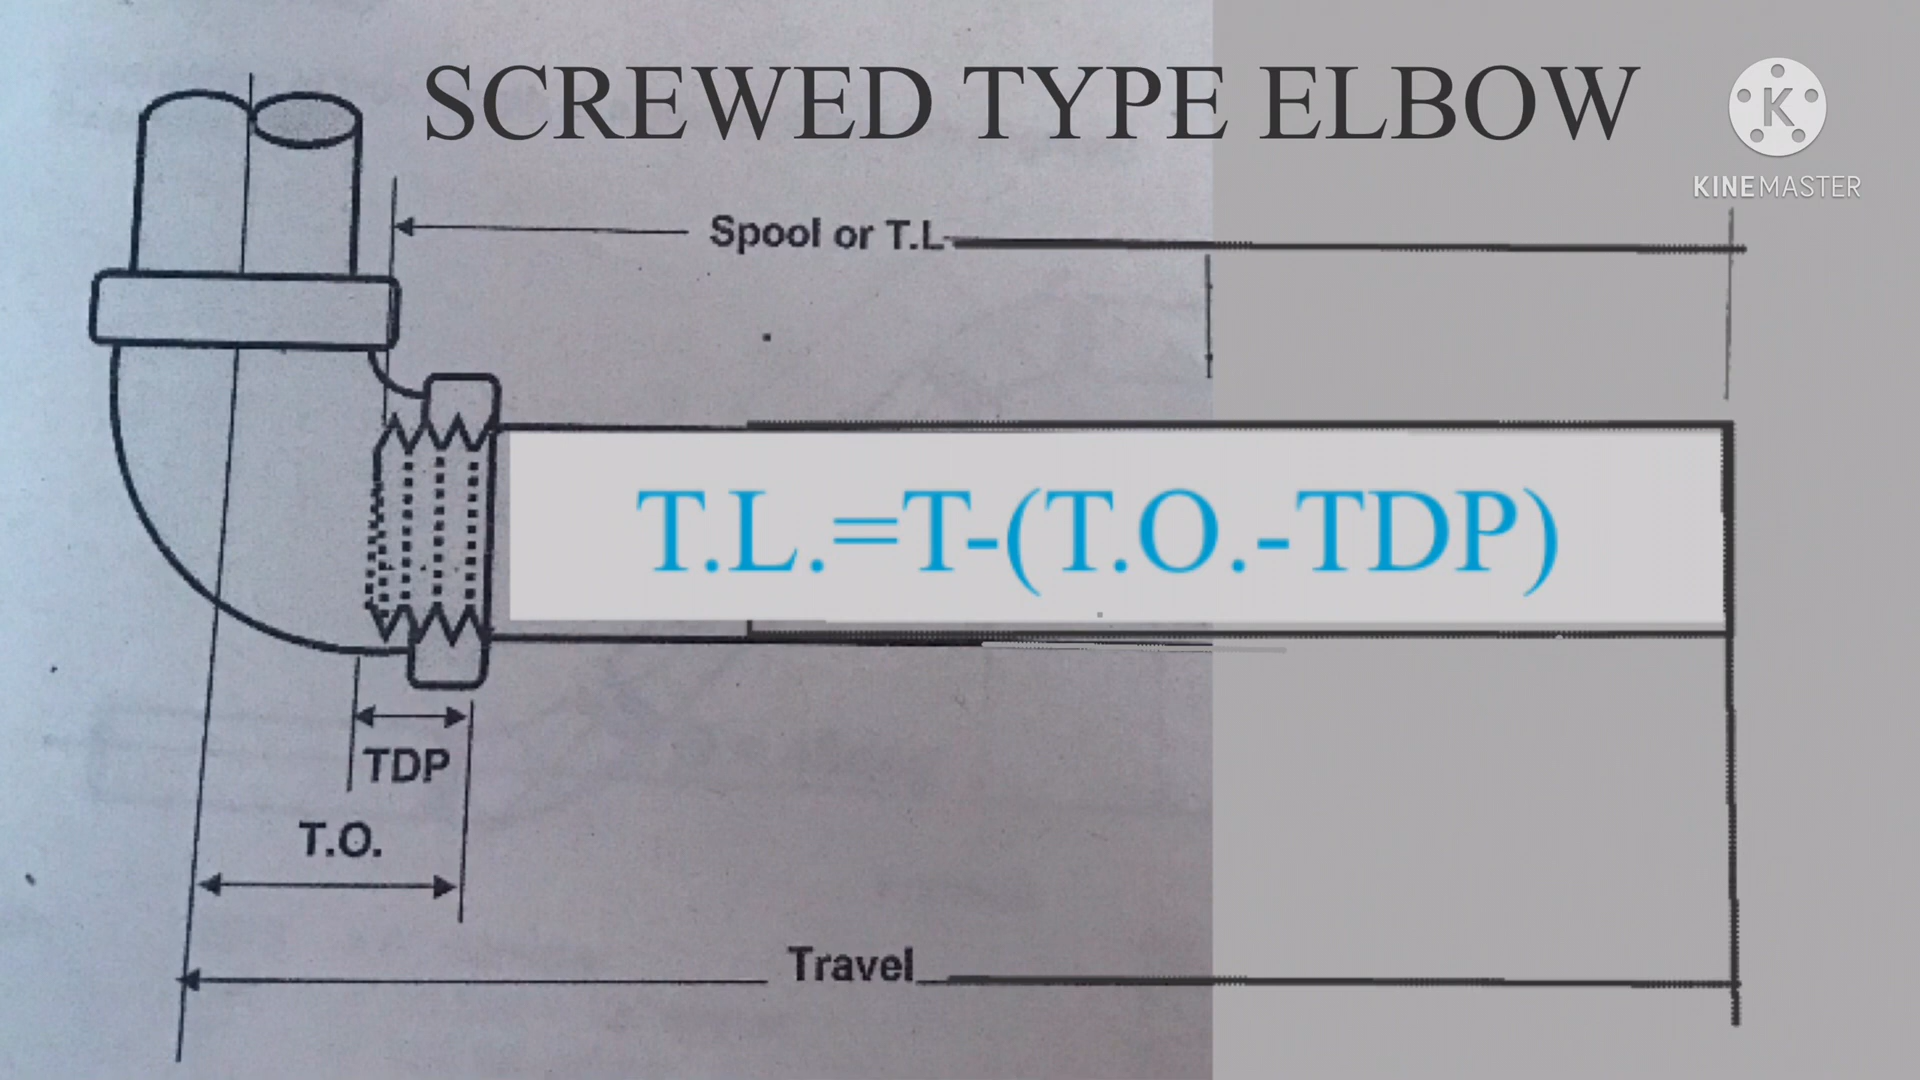 SCREWED TYPE ELBOW
K
KINEMASTER
Spool or T.L
T.L.=T-(T.O.-TDP)
TDP
T.O.
Travel